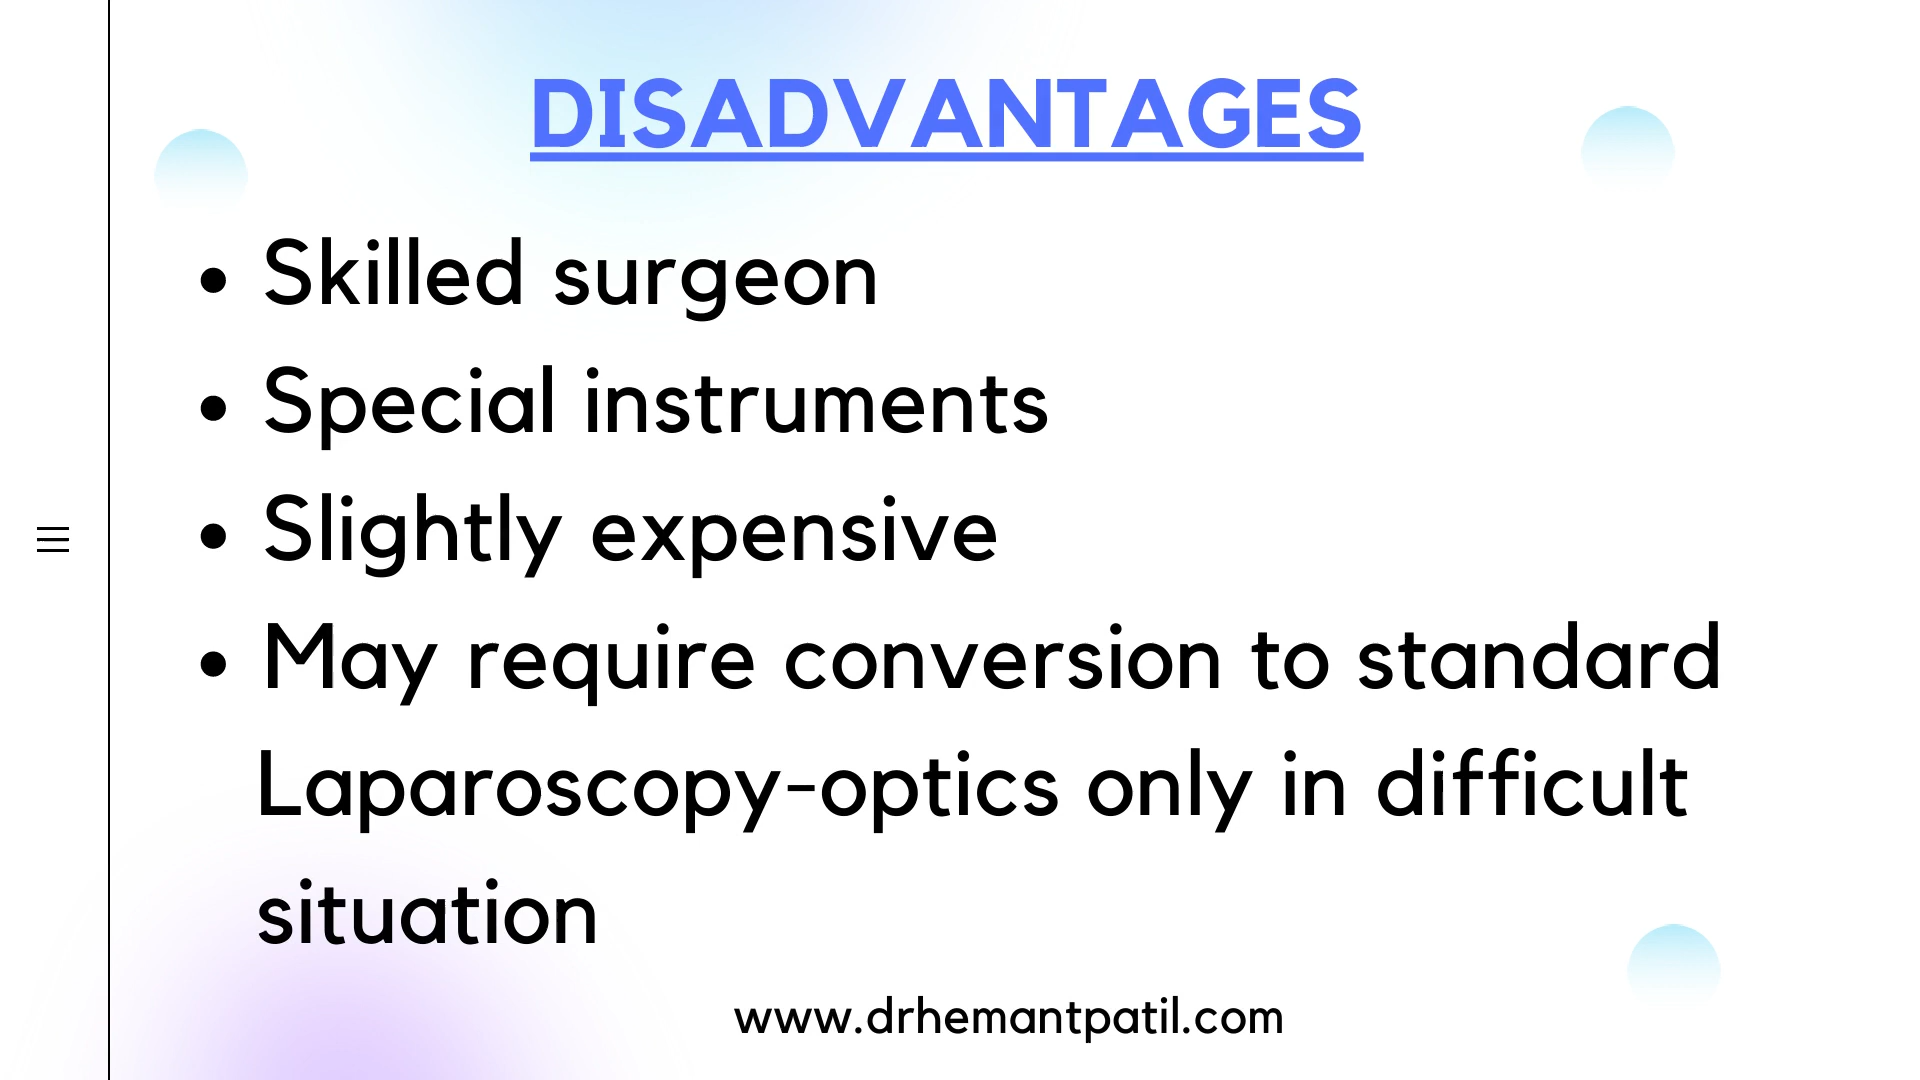 DISADVANTAGES
• Skilled surgeon
• Special instruments
• Slightly expensive
• May require conversion to standard
Laparoscopy-optics only in difficult
situation
www.drhemantpatil.com